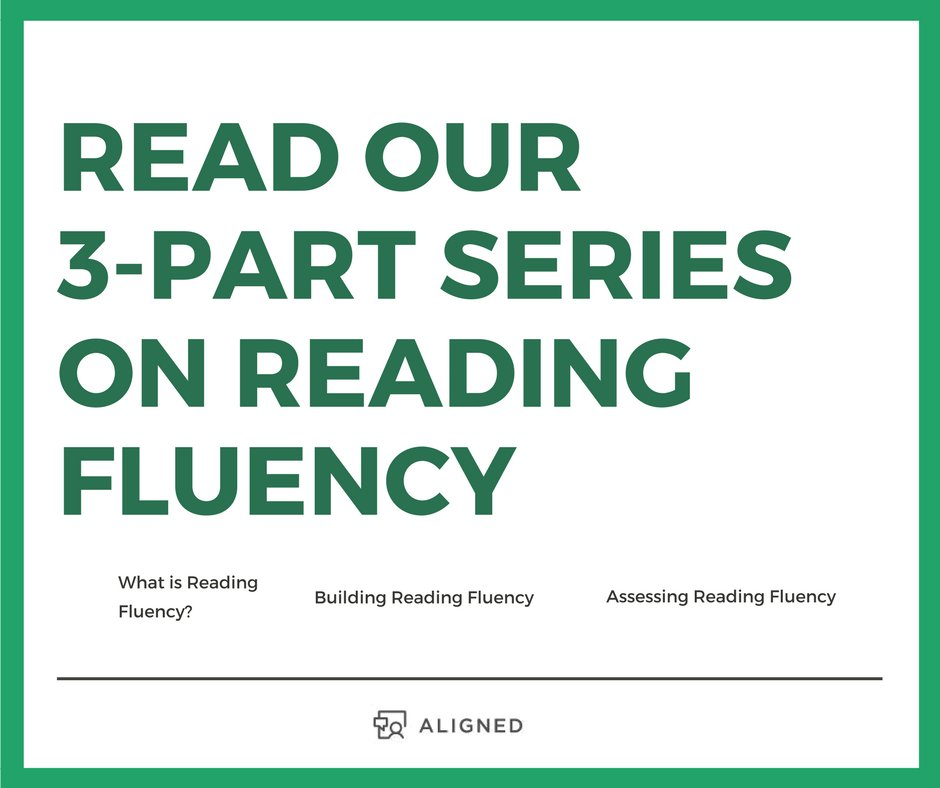 READ OUR
3-PART SERIES
ON READING
FLUENCY
What is Reading
Fluency?
Building Reading Fluency
Assessing Reading Fluency
ALIGNED